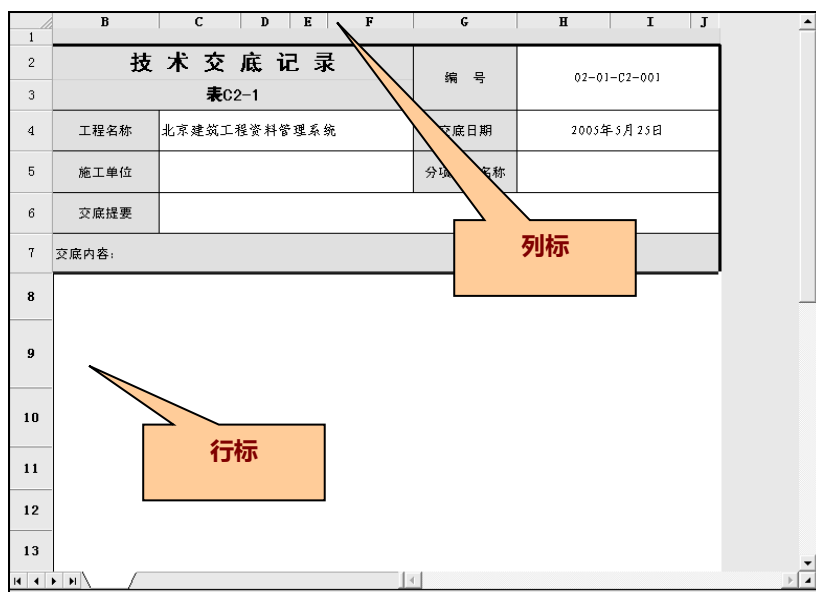 B C D E F G H I J
1
2 技术交底记录 编 号 02-01-C2-001
3 表C2-1
4 工程名称 北京建筑工程资料管理系统 交底日期 2005年5月25日
5 施工单位 分项 名称
6 交底提要
7 交底内容:
列标
8
9
10
行标
11
12
13